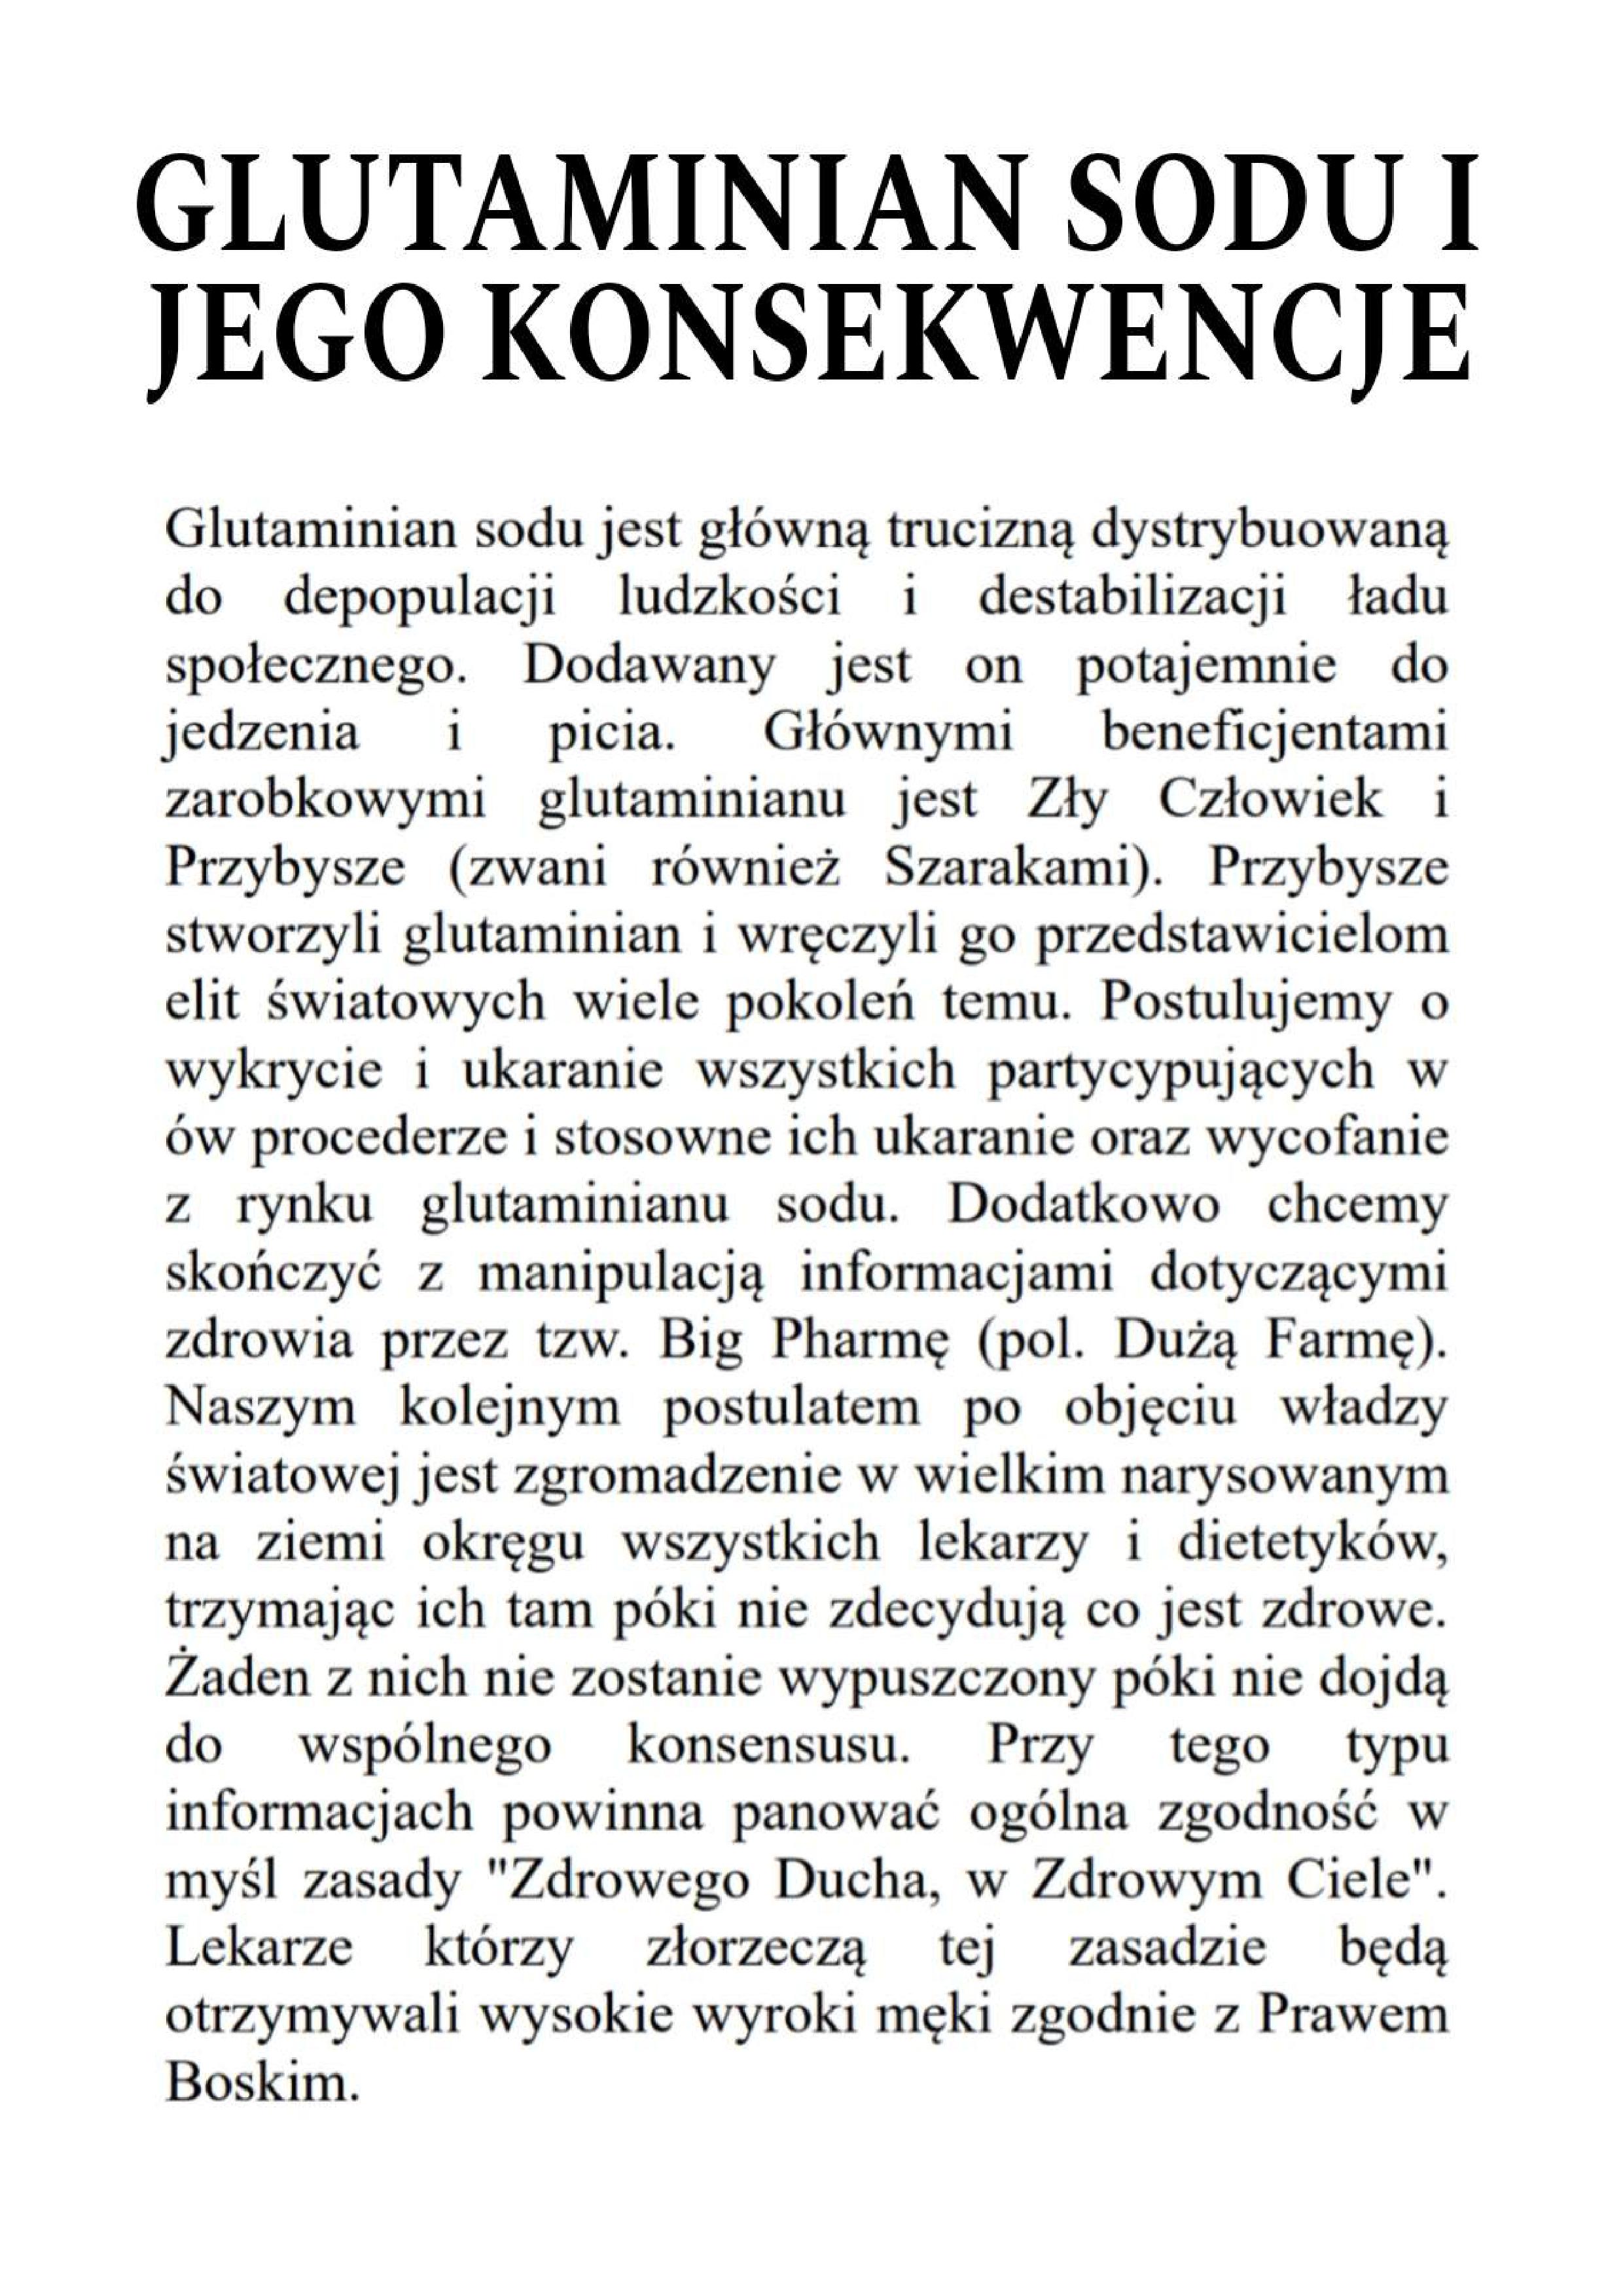 GLUTAMINIAN SODU I
JEGO KONSEKWENCJE
Glutaminian sodu jest główną trucizną dystrybuowaną
do depopulacji ludzkości i destabilizacji ładu
społecznego. Dodawany jest on potajemnie do
jedzenia i picia. Głównymi beneficjentami
zarobkowymi glutaminianu jest Zły Człowiek i
Przybysze (zwani również Szarakami). Przybysze
stworzyli glutaminian i wręczyli go przedstawicielom
elit światowych wiele pokoleń temu. Postulujemy o
wykrycie i ukaranie wszystkich partycypujących w
ów procederze i stosowne ich ukaranie oraz wycofanie
z rynku glutaminianu sodu. Dodatkowo chcemy
skończyć z manipulacją informacjami dotyczącymi
zdrowia przez tzw. Big Pharmę (pol. Dużą Farmę).
Naszym kolejnym postulatem po objęciu władzy
światowej jest zgromadzenie w wielkim narysowanym
na ziemi okręgu wszystkich lekarzy i dietetyków,
trzymając ich tam póki nie zdecydują co jest zdrowe.
Żaden z nich nie zostanie wypuszczony póki nie dojdą
do wspólnego konsensusu. Przy tego typu
informacjach powinna panować ogólna zgodność w
myśl zasady "Zdrowego Ducha, w Zdrowym Ciele".
Lekarze którzy złorzeczą tej zasadzie będą
otrzymywali wysokie wyroki męki zgodnie z Prawem
Boskim.